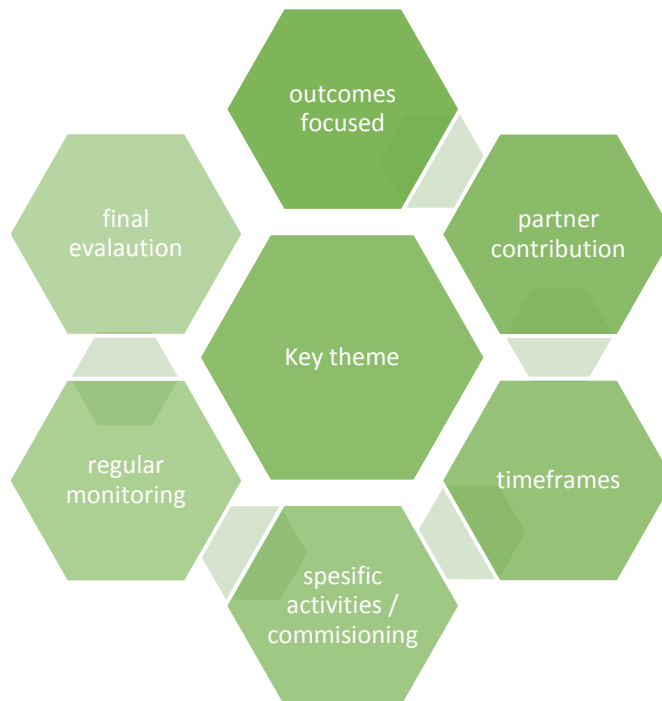 outcomes
focused
partner
contribution
timeframes
spesific
activities /
commisioning
regular
monitoring
final
evalaution
Key theme